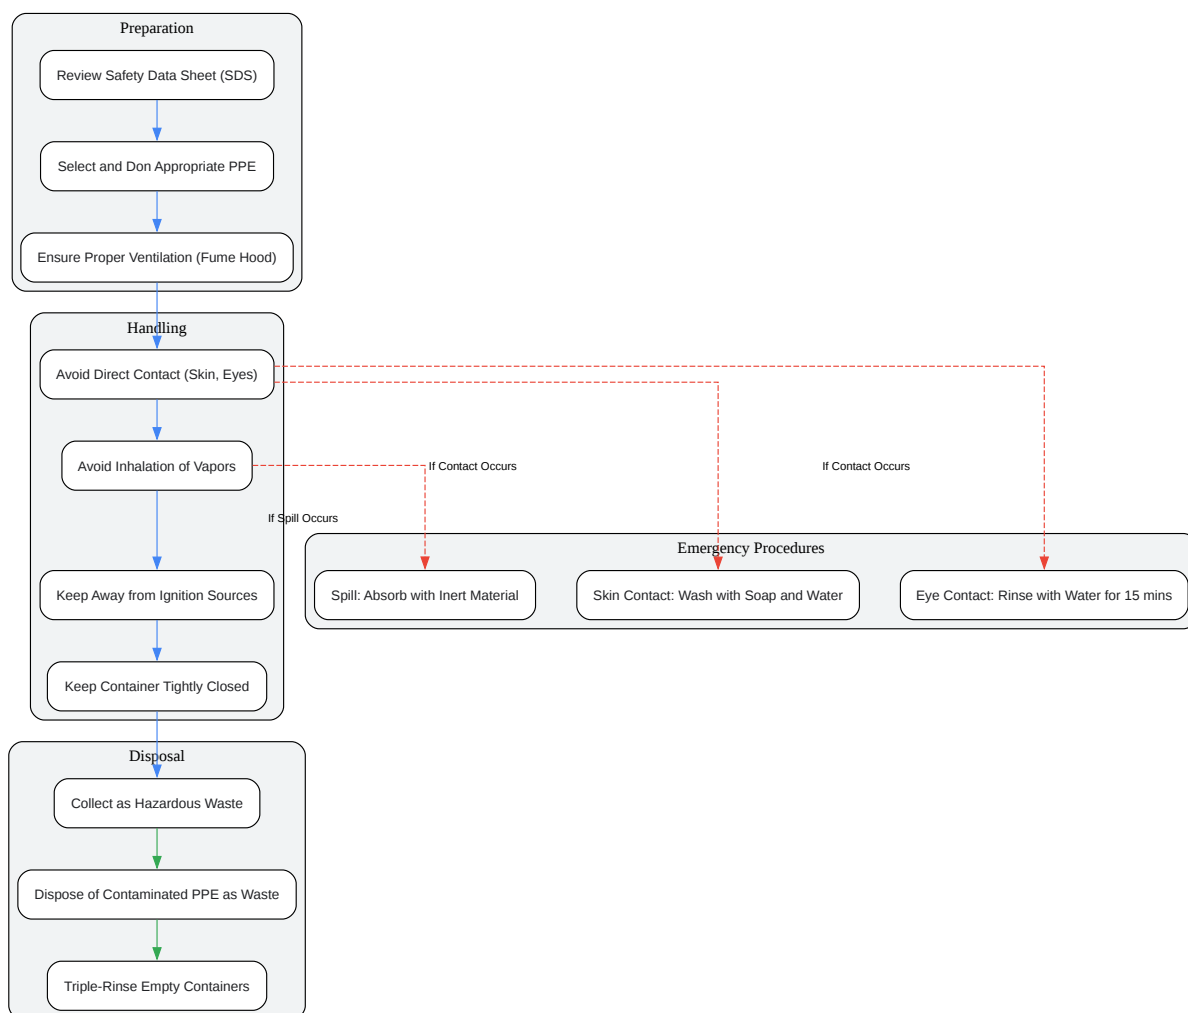 Preparation
Review Safety Data Sheet (SDS)
Select and Don Appropriate PPE
Ensure Proper Ventilation (Fume Hood)
Handling
Avoid Direct Contact (Skin, Eyes)
Avoid Inhalation of Vapors
If Contact Occurs
If Contact Occurs
If Spill Occurs
Emergency Procedures
Keep Away from Ignition Sources
Spill: Absorb with Inert Material
Skin Contact: Wash with Soap and Water
Eye Contact: Rinse with Water for 15 mins
Keep Container Tightly Closed
Disposal
Collect as Hazardous Waste
Dispose of Contaminated PPE as Waste
Triple-Rinse Empty Containers